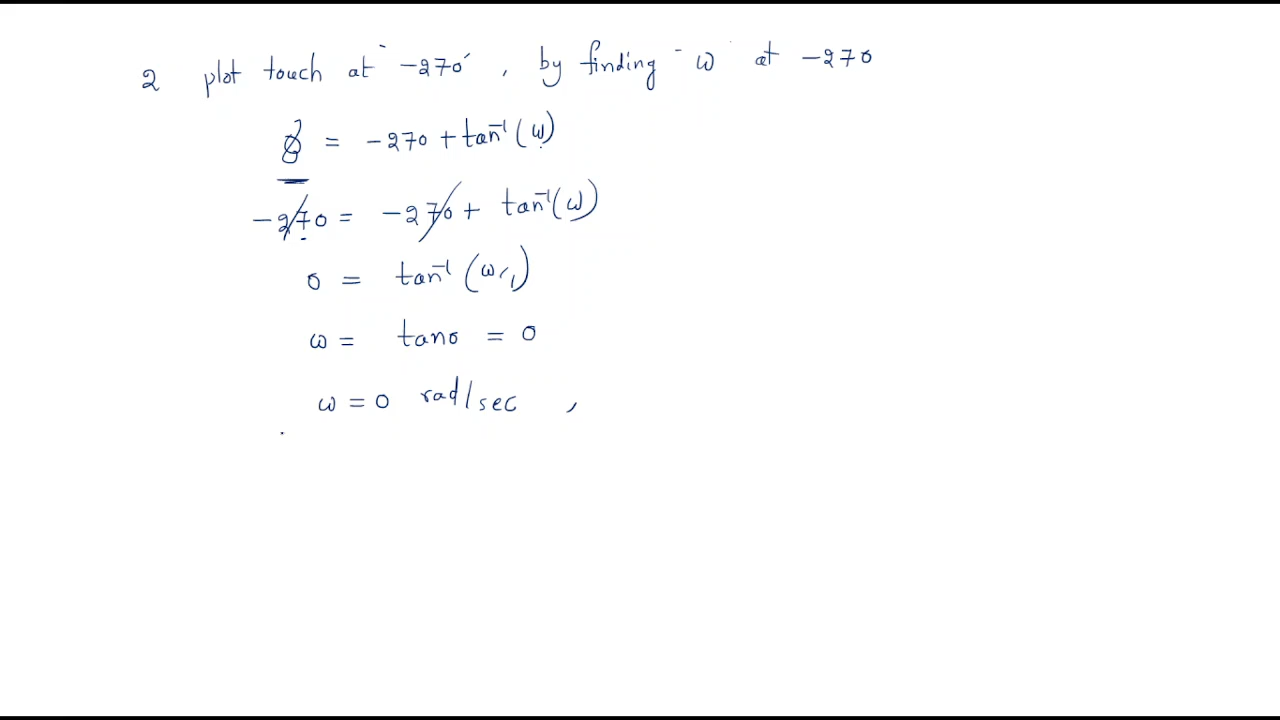 2 plot touch at -270°, by finding "ω" at -270
∅ = -270 + tan⁻¹(ω)
-270 = -270 + tan⁻¹(ω)
0 = tan⁻¹(ω/1)
ω = tan0 = 0
ω = 0 rad/sec ,